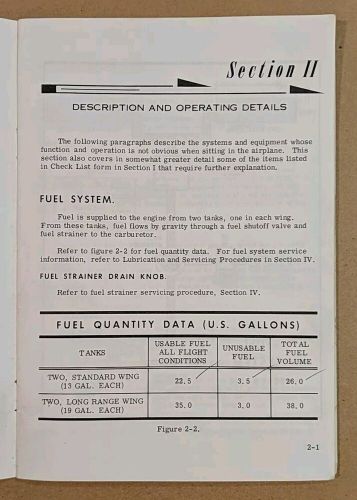 Section II
DESCRIPTION AND OPERATING DETAILS
The following paragraphs describe the systems and equipment whose
function and operation is not obvious when sitting in the airplane. This
section also covers in somewhat greater detail some of the items listed
in Check List form in Section I that require further explanation.
FUEL SYSTEM.
Fuel is supplied to the engine from two tanks, one in each wing.
From these tanks, fuel flows by gravity through a fuel shutoff valve and
fuel strainer to the carburetor.
Refer to figure 2-2 for fuel quantity data. For fuel system service
information, refer to Lubrication and Servicing Procedures in Section IV.
FUEL STRAINER DRAIN KNOB.
Refer to fuel strainer servicing procedure, Section IV.
FUEL QUANTITY DATA (U.S. GALLONS)
TANKS
USABLE FUEL
ALL FLIGHT
CONDITIONS
UNUSABLE
FUEL
TOTAL
FUEL
VOLUME
TWO, STANDARD WING
(13 GAL. EACH)
22.5
3.5
26.0
TWO, LONG RANGE WING
(19 GAL. EACH)
35.0
3.0
38.0
Figure 2-2.
2-1